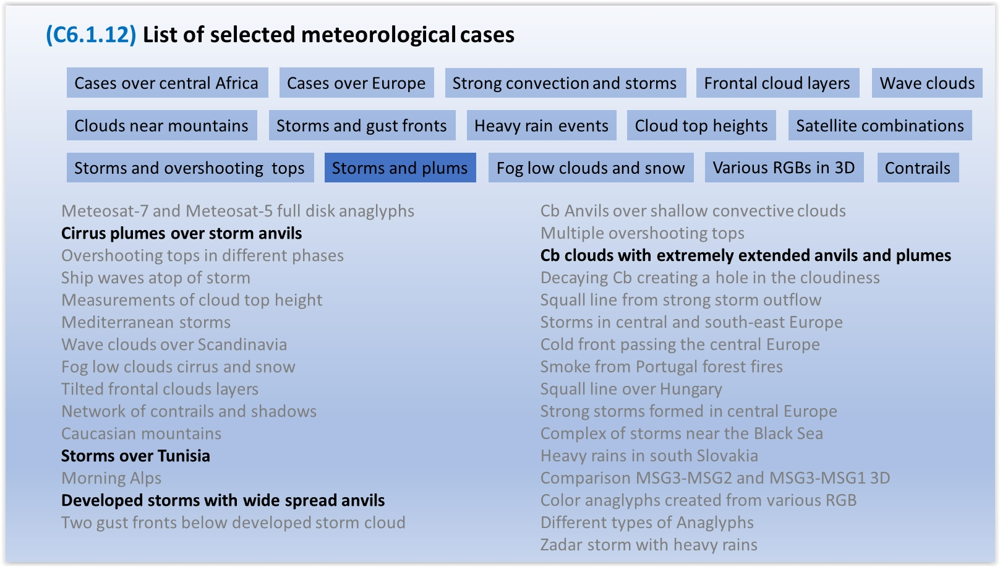 (C6.1.12) List of selected meteorological cases
Cases over central Africa
Cases over Europe
Strong convection and storms
Frontal cloud layers
Wave clouds
Clouds near mountains
Storms and gust fronts
Heavy rain events
Cloud top heights
Satellite combinations
Storms and overshooting tops
Storms and plums
Fog low clouds and snow
Various RGBs in 3D
Contrails
Meteosat-7 and Meteosat-5 full disk anaglyphs
Cirrus plumes over storm anvils
Overshooting tops in different phases
Ship waves atop of storm
Measurements of cloud top height
Mediterranean storms
Wave clouds over Scandinavia
Fog low clouds cirrus and snow
Tilted frontal clouds layers
Network of contrails and shadows
Caucasian mountains
Storms over Tunisia
Morning Alps
Developed storms with wide spread anvils
Two gust fronts below developed storm cloud
Cb Anvils over shallow convective clouds
Multiple overshooting tops
Cb clouds with extremely extended anvils and plumes
Decaying Cb creating a hole in the cloudiness
Squall line from strong storm outflow
Storms in central and south-east Europe
Cold front passing the central Europe
Smoke from Portugal forest fires
Squall line over Hungary
Strong storms formed in central Europe
Complex of storms near the Black Sea
Heavy rains in south Slovakia
Comparison MSG3-MSG2 and MSG3-MSG1 3D
Color anaglyphs created from various RGB
Different types of Anaglyphs
Zadar storm with heavy rains